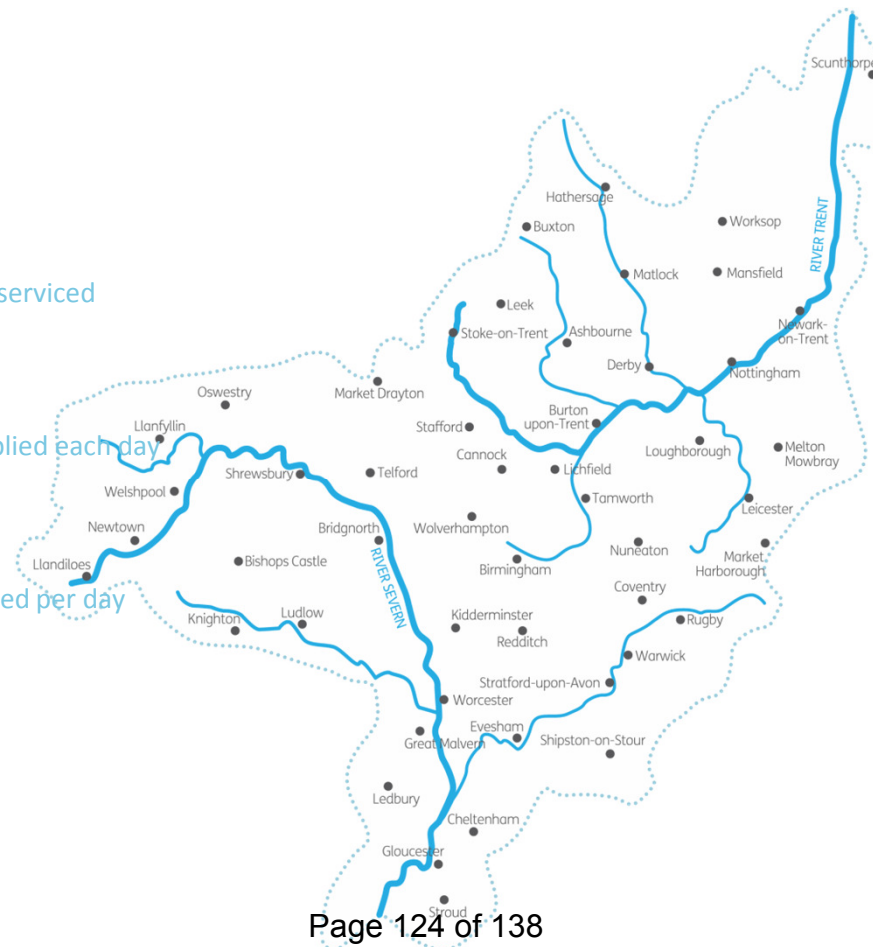 Scunthorpe
Hathersage
Buxton
Worksop
RIVER TRENT
Matlock
Mansfield
serviced
Leek
Stoke-on-Trent
Ashbourne
Newark-
on-Trent
Derby
Nottingham
Market Drayton
Oswestry
Burton
upon-Trent
Llanfyllin
Stafford
plied each day
Loughborough
Melton
Mowbray
Cannock
Shrewsbury
Telford
Lichfield
Welshpool
Tamworth
Leicester
Newtown
Bridgnorth
Wolverhampton
Nuneaton
Market
Harborough
Llandiloes
Bishops Castle
RIVER SEVERN
Birmingham
Coventry
ed per day
Knighton
Ludlow
Kidderminster
Redditch
Rugby
Warwick
Stratford-upon-Avon
Worcester
Evesham
Great Malvern
Shipston-on-Stour
Ledbury
Cheltenham
Gloucester
Stroud
Page 124 of 138